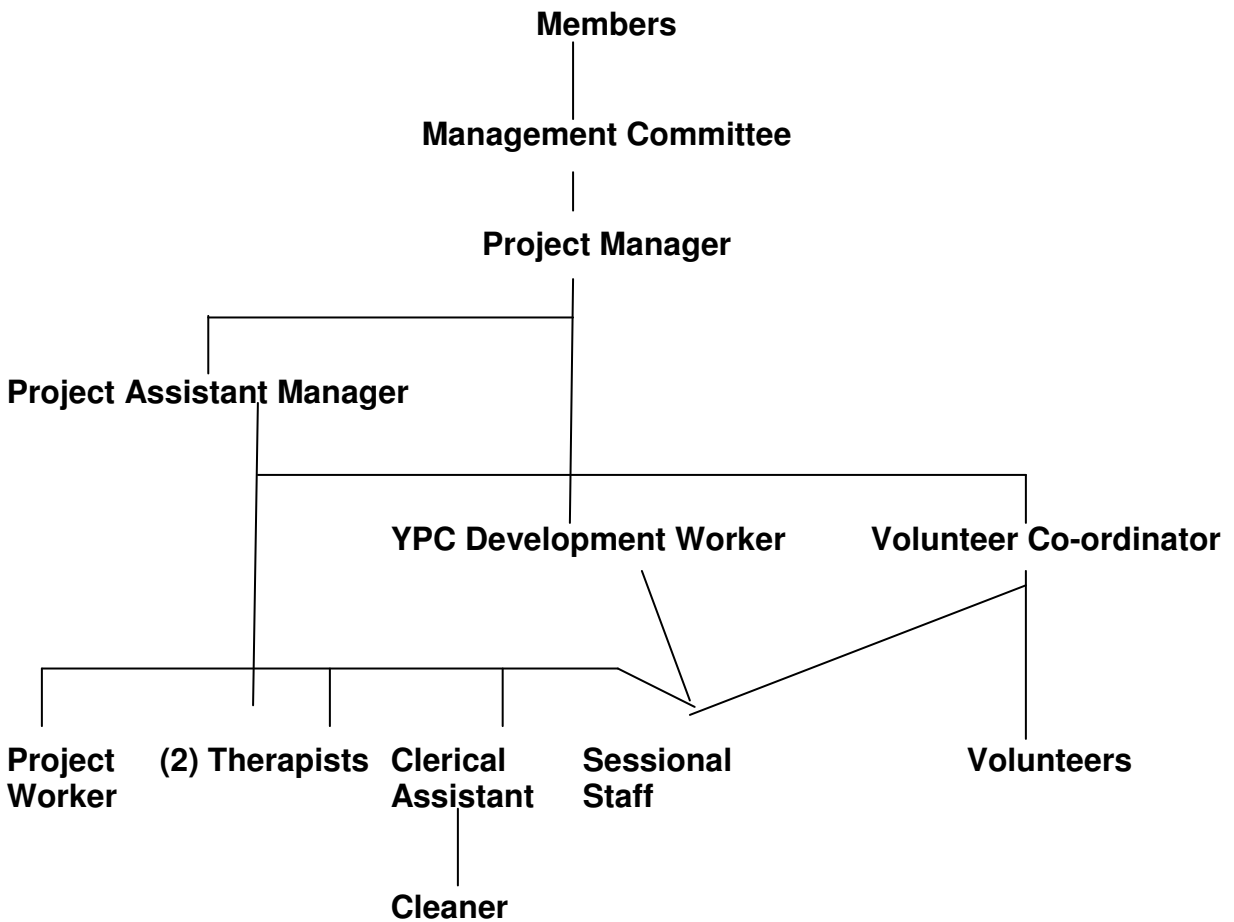 Members
Management Committee
Project Manager
Project Assistant Manager
YPC Development Worker
Volunteer Co-ordinator
Project
Worker
(2) Therapists
Clerical
Assistant
Sessional
Staff
Volunteers
Cleaner